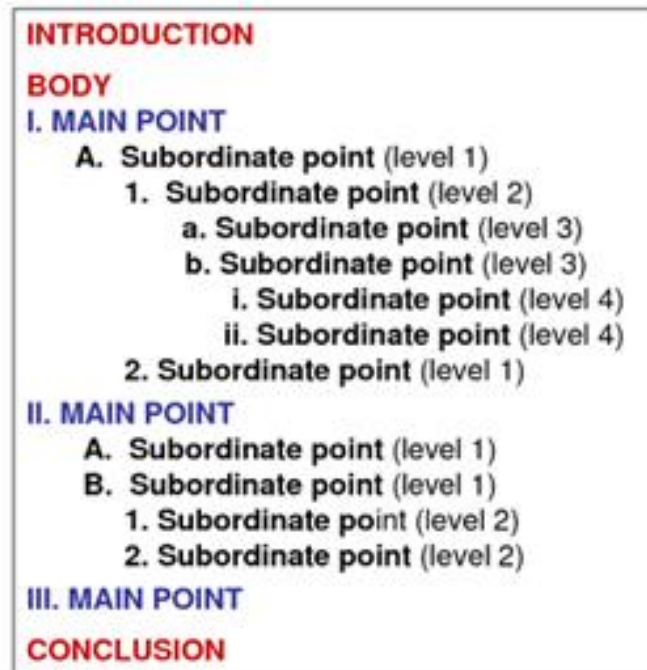 INTRODUCTION
BODY
I. MAIN POINT
A. Subordinate point (level 1)
1. Subordinate point (level 2)
a. Subordinate point (level 3)
b. Subordinate point (level 3)
i. Subordinate point (level 4)
ii. Subordinate point (level 4)
2. Subordinate point (level 1)
II. MAIN POINT
A. Subordinate point (level 1)
B. Subordinate point (level 1)
1. Subordinate point (level 2)
2. Subordinate point (level 2)
III. MAIN POINT
CONCLUSION